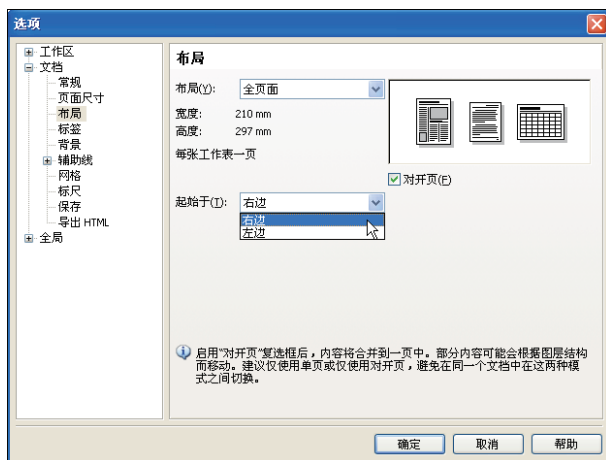 选项
工作区
文档
常规
页面尺寸
布局
标签
背景
辅助线
网格
标尺
保存
导出 HTML
全局
布局
布局(Y): 全页面
宽度: 210 mm
高度: 297 mm
每张工作表一页
对开页(F)
起始于(T): 右边
右边
左边
启用"对开页"复选框后，内容将合并到一页中。部分内容可能会根据图层结构
而移动。建议仅使用单页或仅使用对开页，避免在同一个文档中在这两种模
式之间切换。
确定 取消 帮助